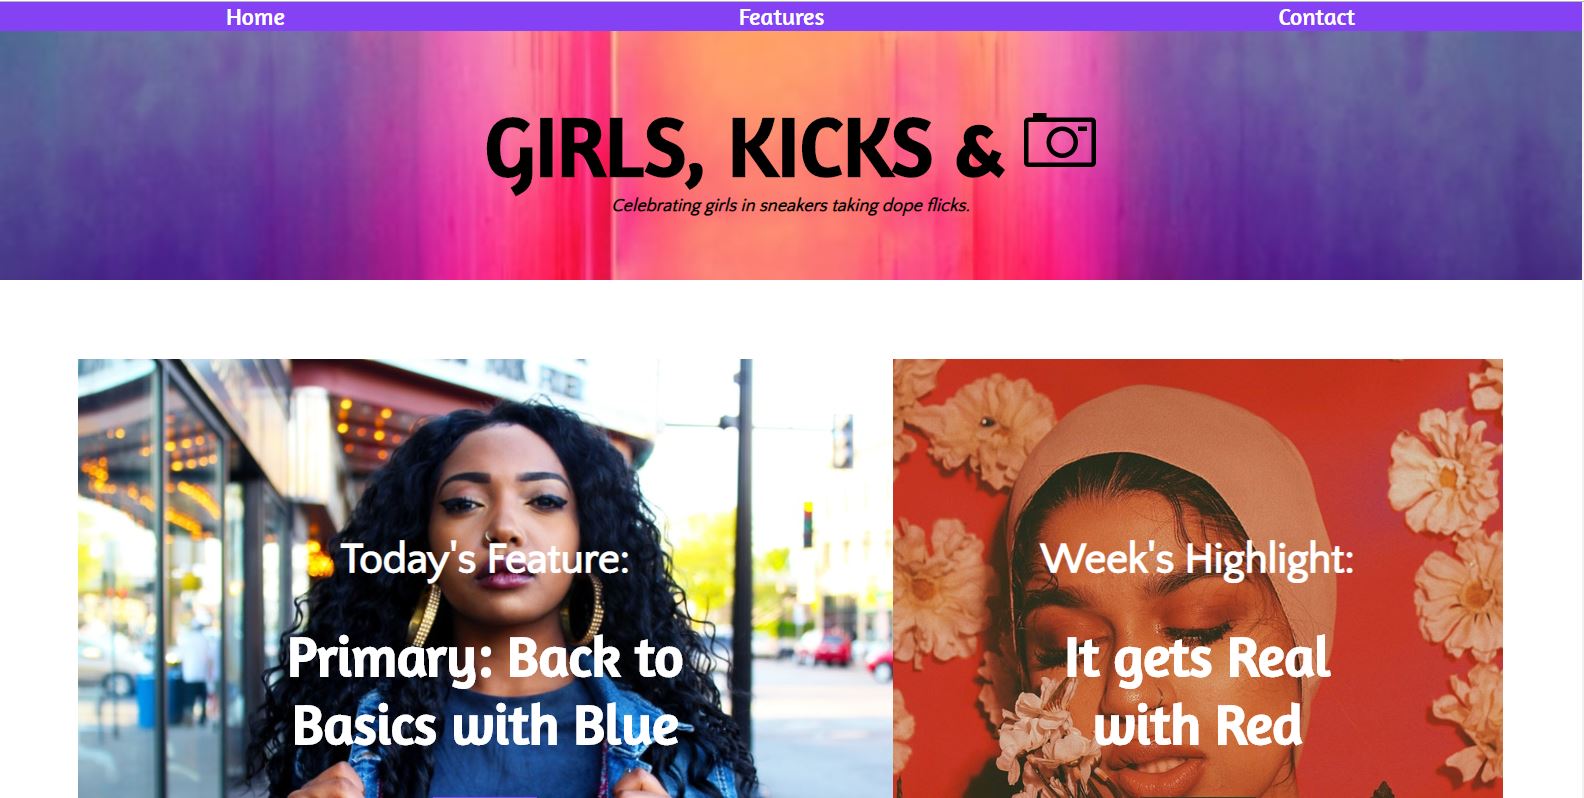 Home Features Contact
GIRLS, KICKS &
Celebrating girls in sneakers taking dope flicks.
Today's Feature:
Primary: Back to
Basics with Blue
Week's Highlight:
It gets Real
with Red